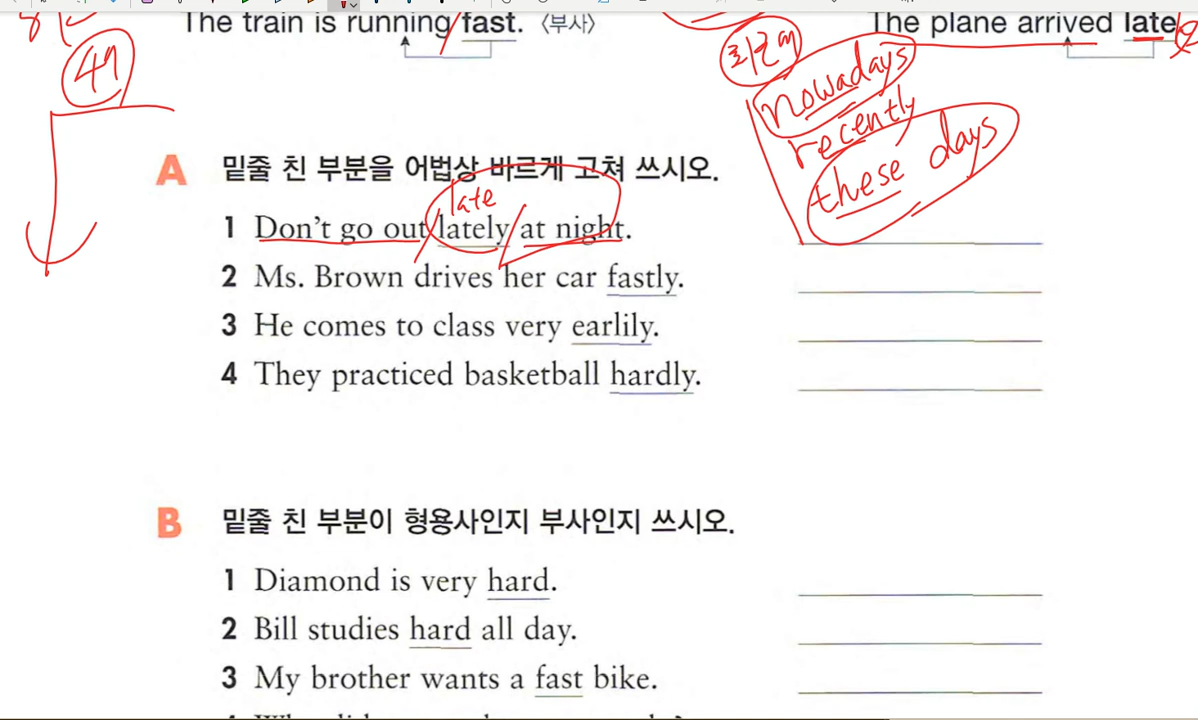 The train is running / fast. 〈부사〉
The plane arrived late
최근에
nowadays
recently
these days
A 밑줄 친 부분을 어법상 바르게 고쳐 쓰시오.
late
1 Don't go out / lately / at night.
2 Ms. Brown drives her car fastly.
3 He comes to class very earlily.
4 They practiced basketball hardly.
B 밑줄 친 부분이 형용사인지 부사인지 쓰시오.
1 Diamond is very hard.
2 Bill studies hard all day.
3 My brother wants a fast bike.